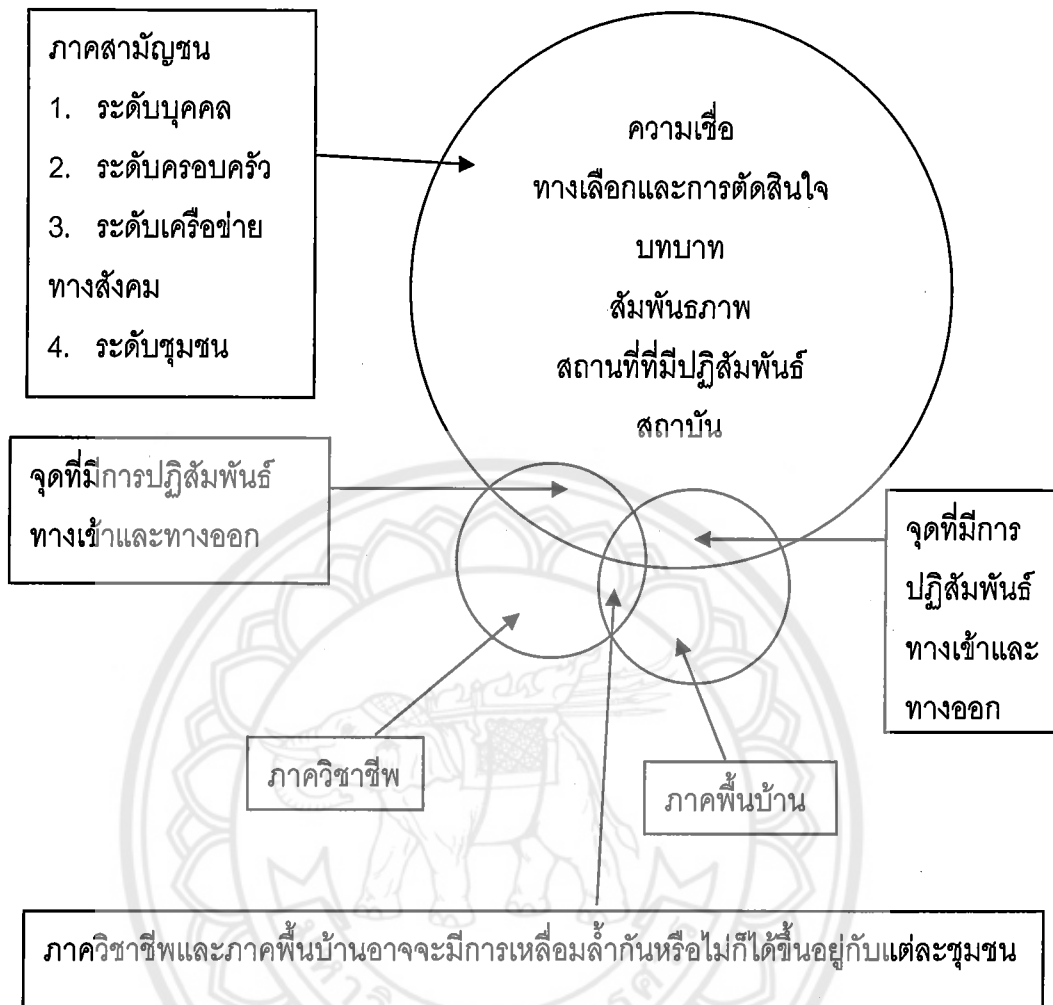 ภาคสามัญชน
1. ระดับบุคคล
2. ระดับครอบครัว
3. ระดับเครือข่าย
ทางสังคม
4. ระดับชุมชน
ความเชื่อ
ทางเลือกและการตัดสินใจ
บทบาท
สัมพันธภาพ
สถานที่ที่มีปฏิสัมพันธ์
สถาบัน
จุดที่มีการปฏิสัมพันธ์
ทางเข้าและทางออก
จุดที่มีการ
ปฏิสัมพันธ์
ทางเข้าและ
ทางออก
ภาควิชาชีพ
ภาคพื้นบ้าน
ภาควิชาชีพและภาคพื้นบ้านอาจจะมีการเหลื่อมล้ำกันหรือไม่ก็ได้ขึ้นอยู่กับแต่ละชุมชน